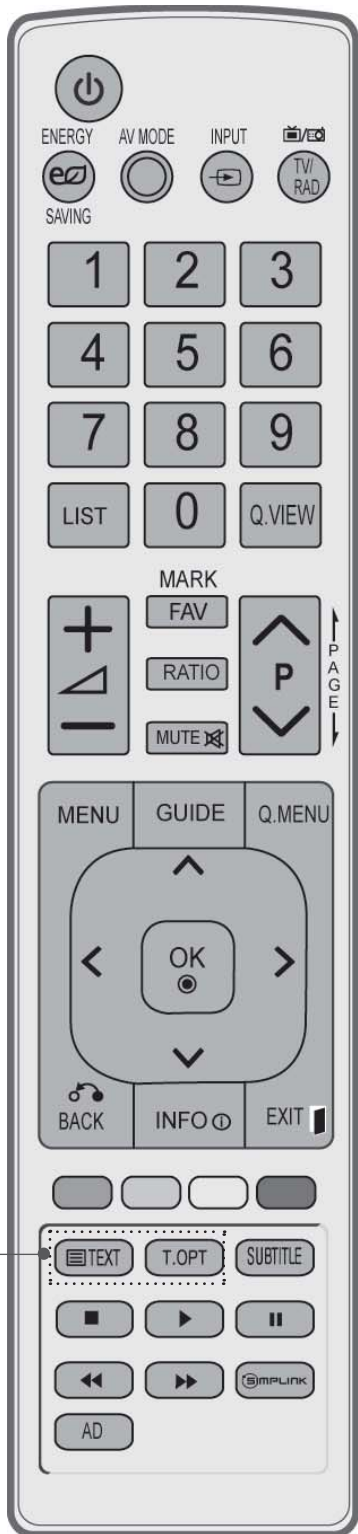 ENERGY AV MODE INPUT
SAVING
TV/
RAD
1 2 3
4 5 6
7 8 9
LIST 0 Q.VIEW
MARK
FAV
RATIO
MUTE
P
PAGE
MENU GUIDE Q.MENU
OK
BACK INFO EXIT
TEXT T.OPT SUBTITLE
SIMPLINK
AD